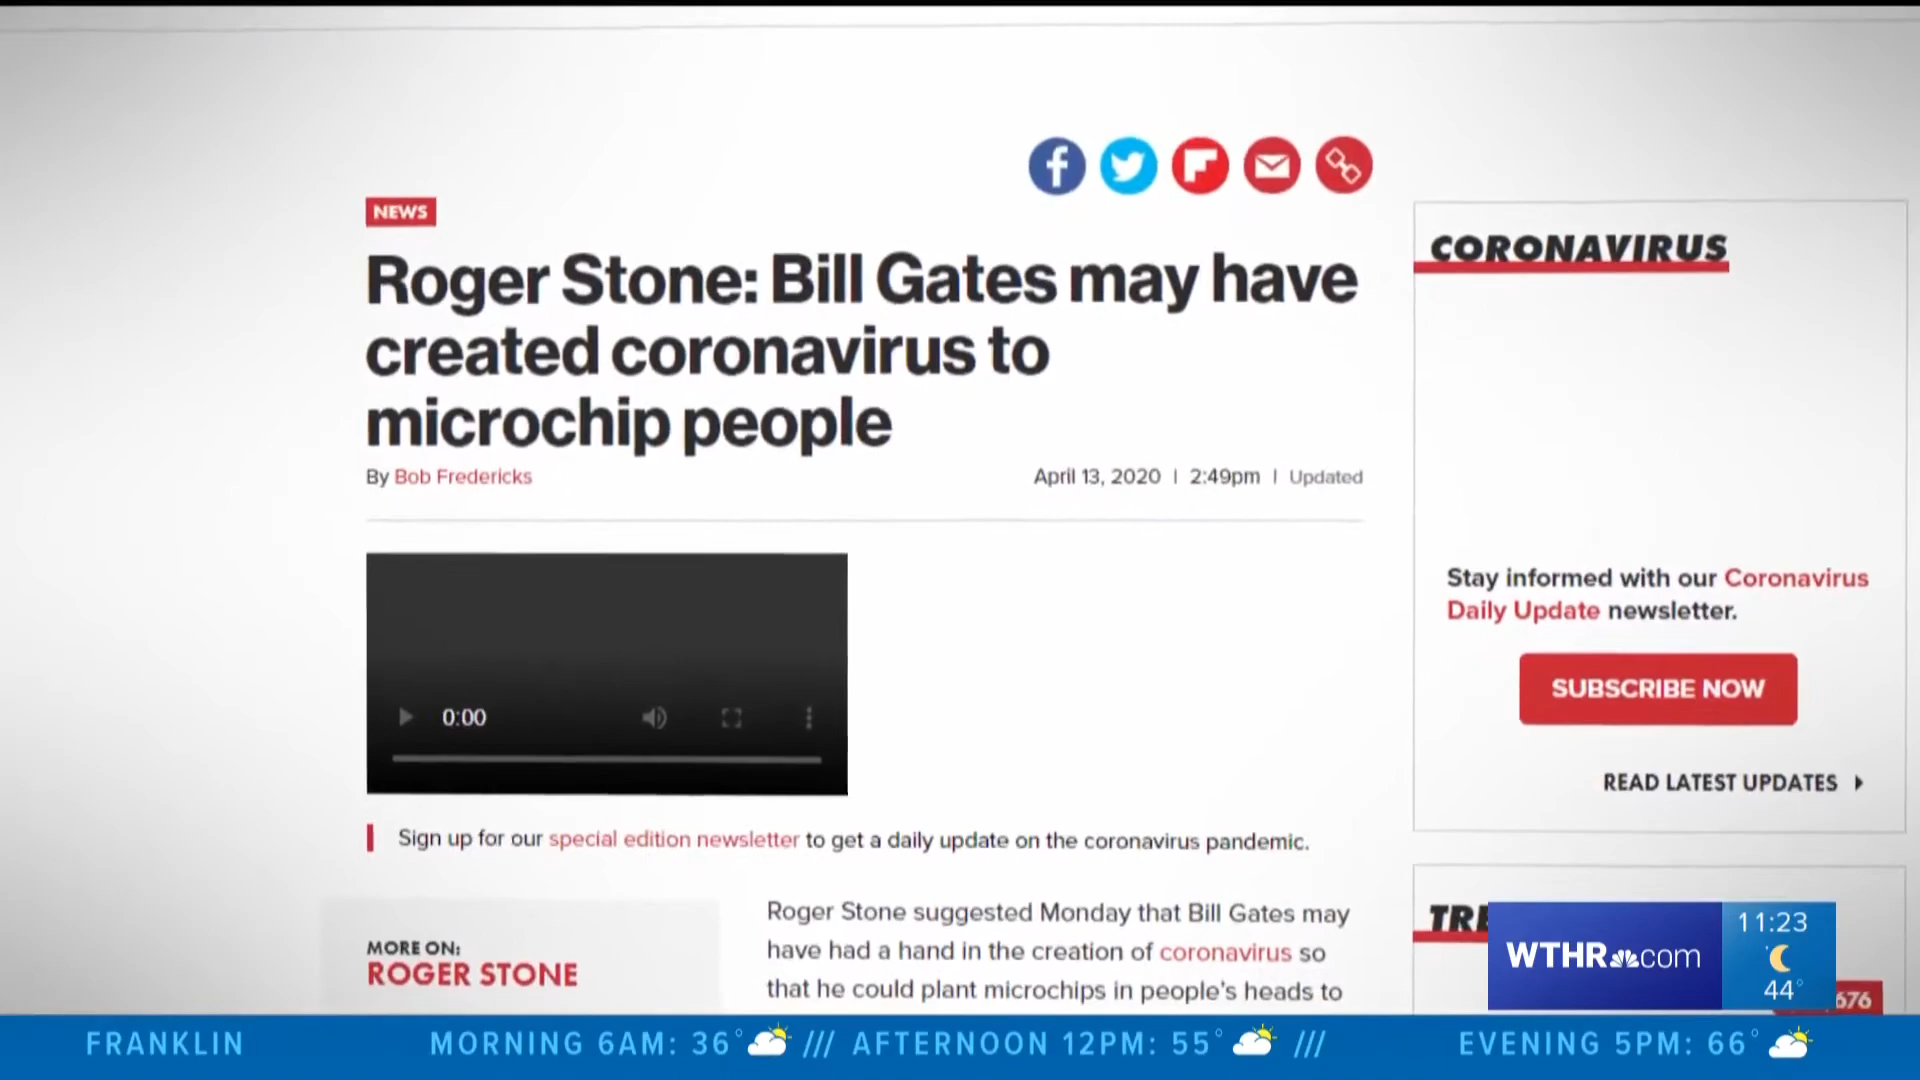 NEWS
Roger Stone: Bill Gates may have
created coronavirus to
microchip people
By Bob Fredericks
April 13, 2020 | 2:49pm | Updated
0:00
Sign up for our special edition newsletter to get a daily update on the coronavirus pandemic.
MORE ON:
ROGER STONE
Roger Stone suggested Monday that Bill Gates may
have had a hand in the creation of coronavirus so
that he could plant microchips in people's heads to
CORONAVIRUS
Stay informed with our Coronavirus
Daily Update newsletter.
SUBSCRIBE NOW
READ LATEST UPDATES
TRE
676
WTHR.com
11:23
44°
FRANKLIN MORNING 6AM: 36° /// AFTERNOON 12PM: 55° /// EVENING 5PM: 66°